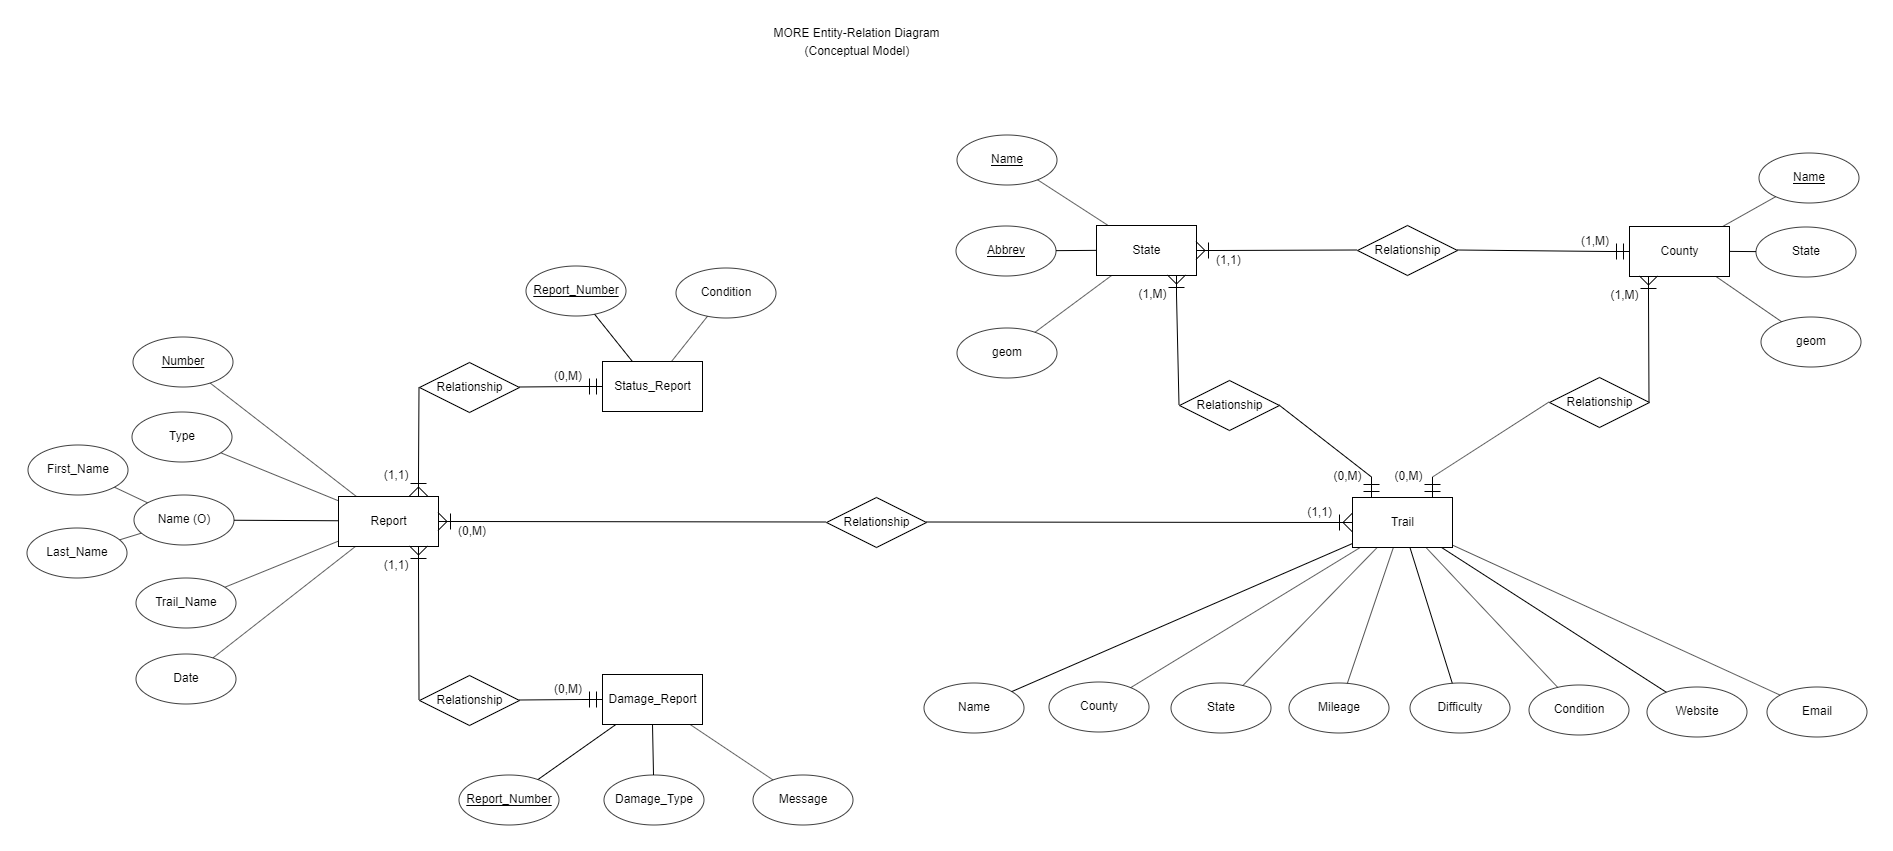 MORE Entity-Relation Diagram
(Conceptual Model)
Name
Name
Abbrev
State
(1,1)
Relationship
(1,M)
County
State
(1,M)
(1,M)
geom
geom
Report_Number
Condition
Number
Relationship
(0,M)
Status_Report
Relationship
Relationship
Type
First_Name
(1,1)
(0,M)
(0,M)
Name (O)
Report
(0,M)
Relationship
(1,1)
Trail
Last_Name
(1,1)
Trail_Name
Date
Relationship
(0,M)
Damage_Report
Name
County
State
Mileage
Difficulty
Condition
Website
Email
Report_Number
Damage_Type
Message